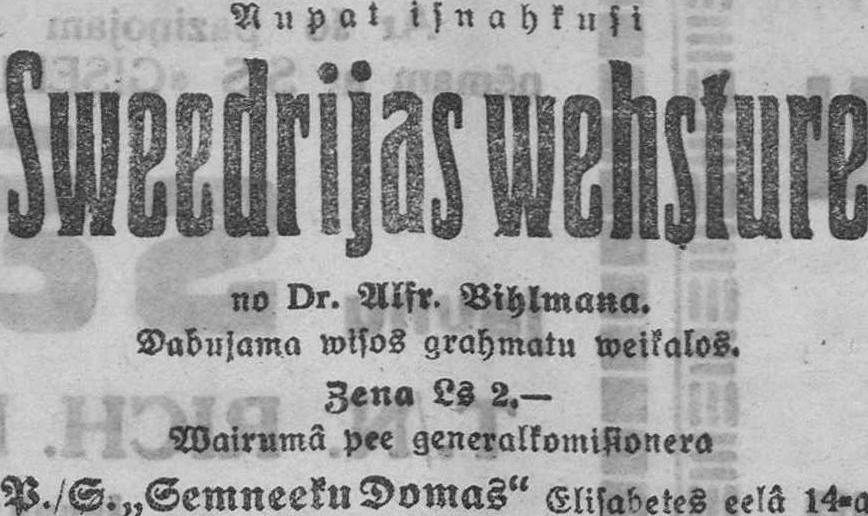 Nupat isnahkusi
Sweedrijas wehsture
no Dr. Alfr. Bihlmana.
Dabujama wisos grahmatu weikalos.
Zena Ls 2,—
Wairumâ pee generalkomisionera
P./S. „Semneeku Domas“ Elisabetes eelâ 14-a